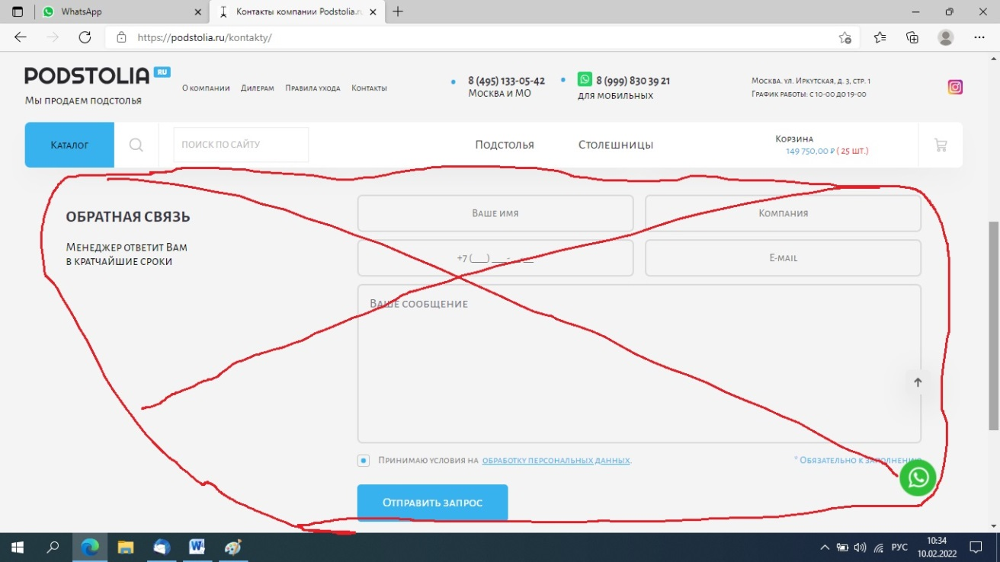 WhatsApp
Контакты компании Podstolia.ru
https://podstolia.ru/kontakty/
PODSTOLIA RU
Мы продаем подстолья
О компании Дилерам Правила ухода Контакты
8 (495) 133-05-42
Москва и МО
8 (999) 830 39 21
для мобильных
Москва. ул. Иркутская, д. 3, стр. 1
График работы: с 10-00 до 19-00
Каталог
ПОИСК ПО САЙТУ
Подстолья
Столешницы
Корзина
149 750,00 ₽ ( 25 шт.)
ОБРАТНАЯ СВЯЗЬ
Менеджер ответит Вам
в кратчайшие сроки
Ваше имя
Компания
+7 (___) ___-__-__
E-mail
Ваше сообщение
Принимаю условия на обработку персональных данных.
* Обязательно к заполнению
Отправить запрос
РУС
10:34
10.02.2022